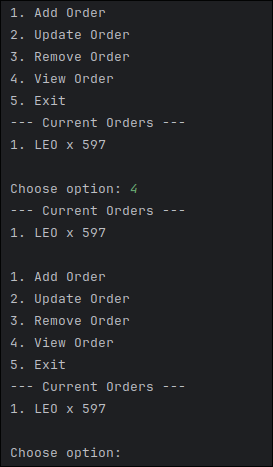 1. Add Order
2. Update Order
3. Remove Order
4. View Order
5. Exit
--- Current Orders ---
1. LEO x 597
Choose option: 4
--- Current Orders ---
1. LEO x 597
1. Add Order
2. Update Order
3. Remove Order
4. View Order
5. Exit
--- Current Orders ---
1. LEO x 597
Choose option: